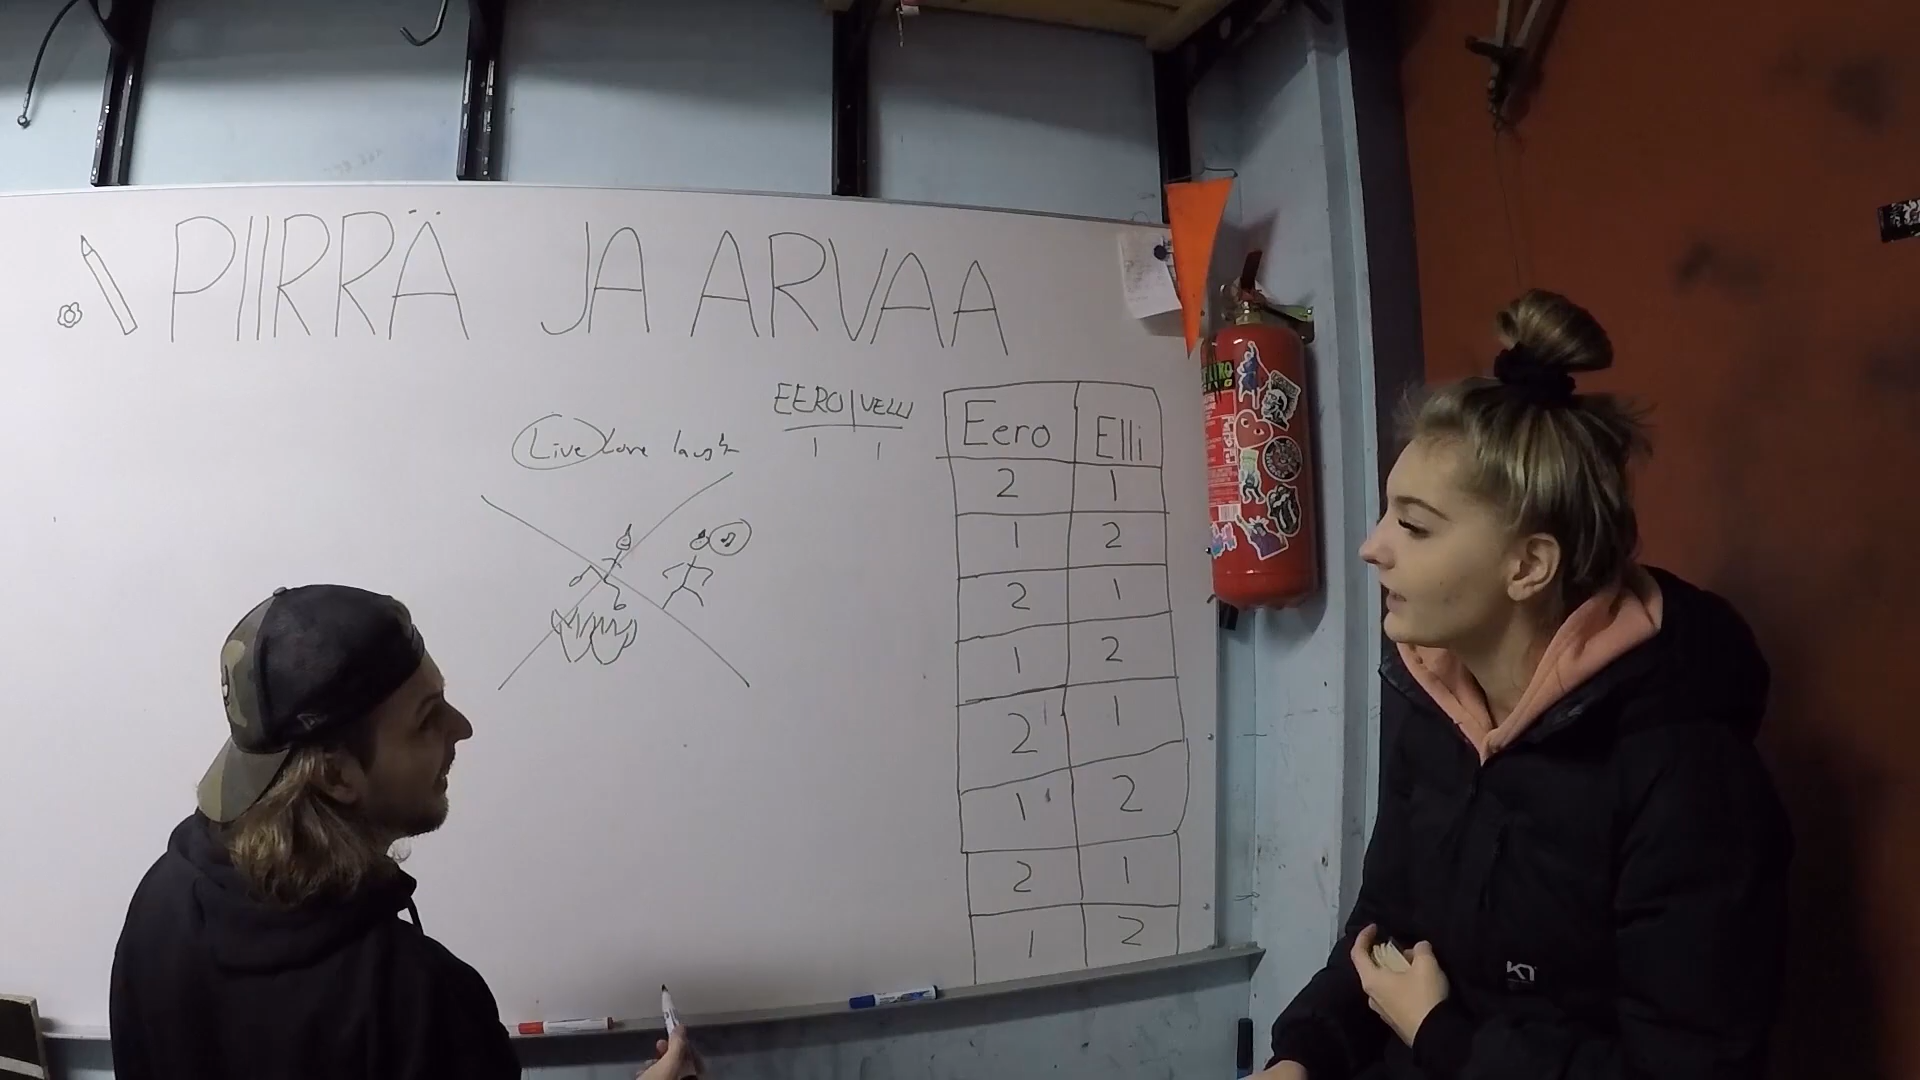 PIIRRÄ JA ARVAA
EERO VELLI
1 1
Live Love laugh
Eero Elli
2 1
1 2
2 1
1 2
2 1
1 2
2 1
1 2